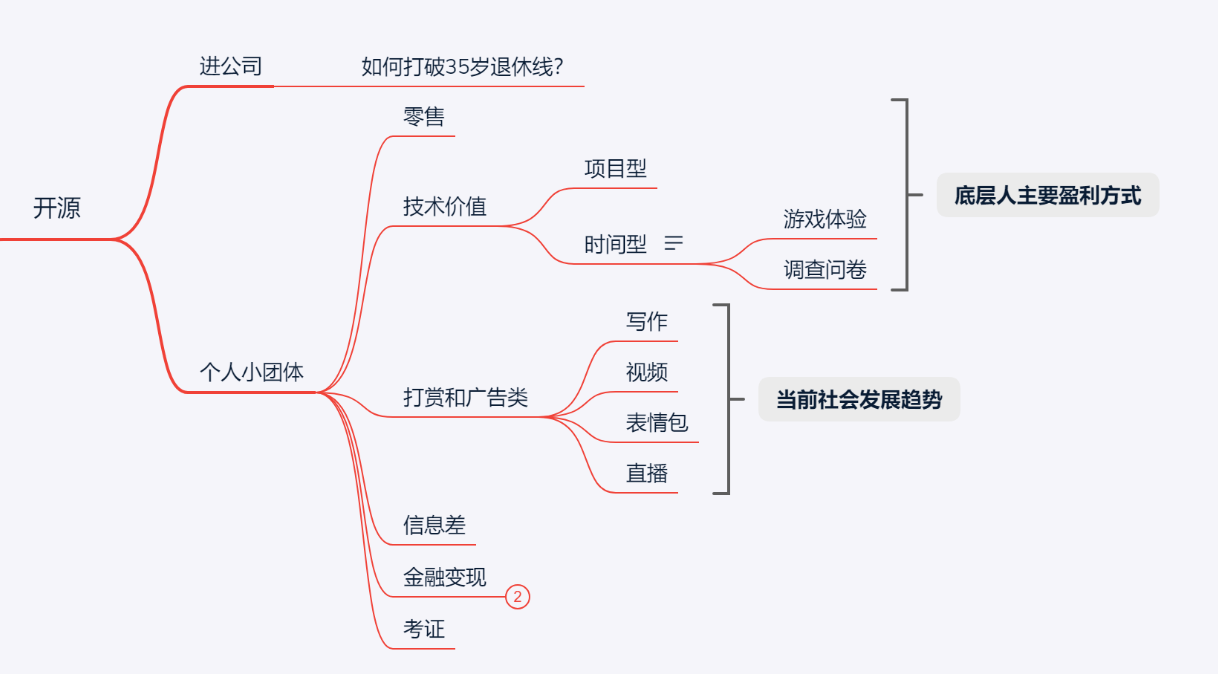 进公司
如何打破35岁退休线?
零售
项目型
底层人主要盈利方式
开源
技术价值
游戏体验
时间型
调查问卷
写作
个人小团体
视频
打赏和广告类
当前社会发展趋势
表情包
直播
信息差
金融变现
2
考证